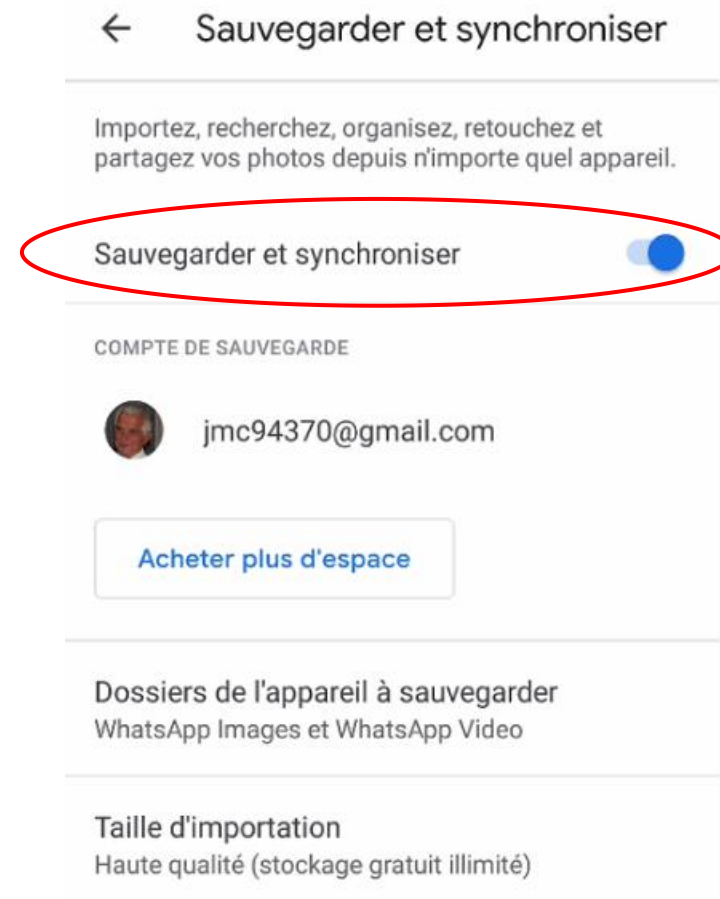 Sauvegarder et synchroniser
Importez, recherchez, organisez, retouchez et
partagez vos photos depuis n'importe quel appareil.
Sauvegarder et synchroniser
COMPTE DE SAUVEGARDE
jmc94370@gmail.com
Acheter plus d'espace
Dossiers de l'appareil à sauvegarder
WhatsApp Images et WhatsApp Video
Taille d'importation
Haute qualité (stockage gratuit illimité)